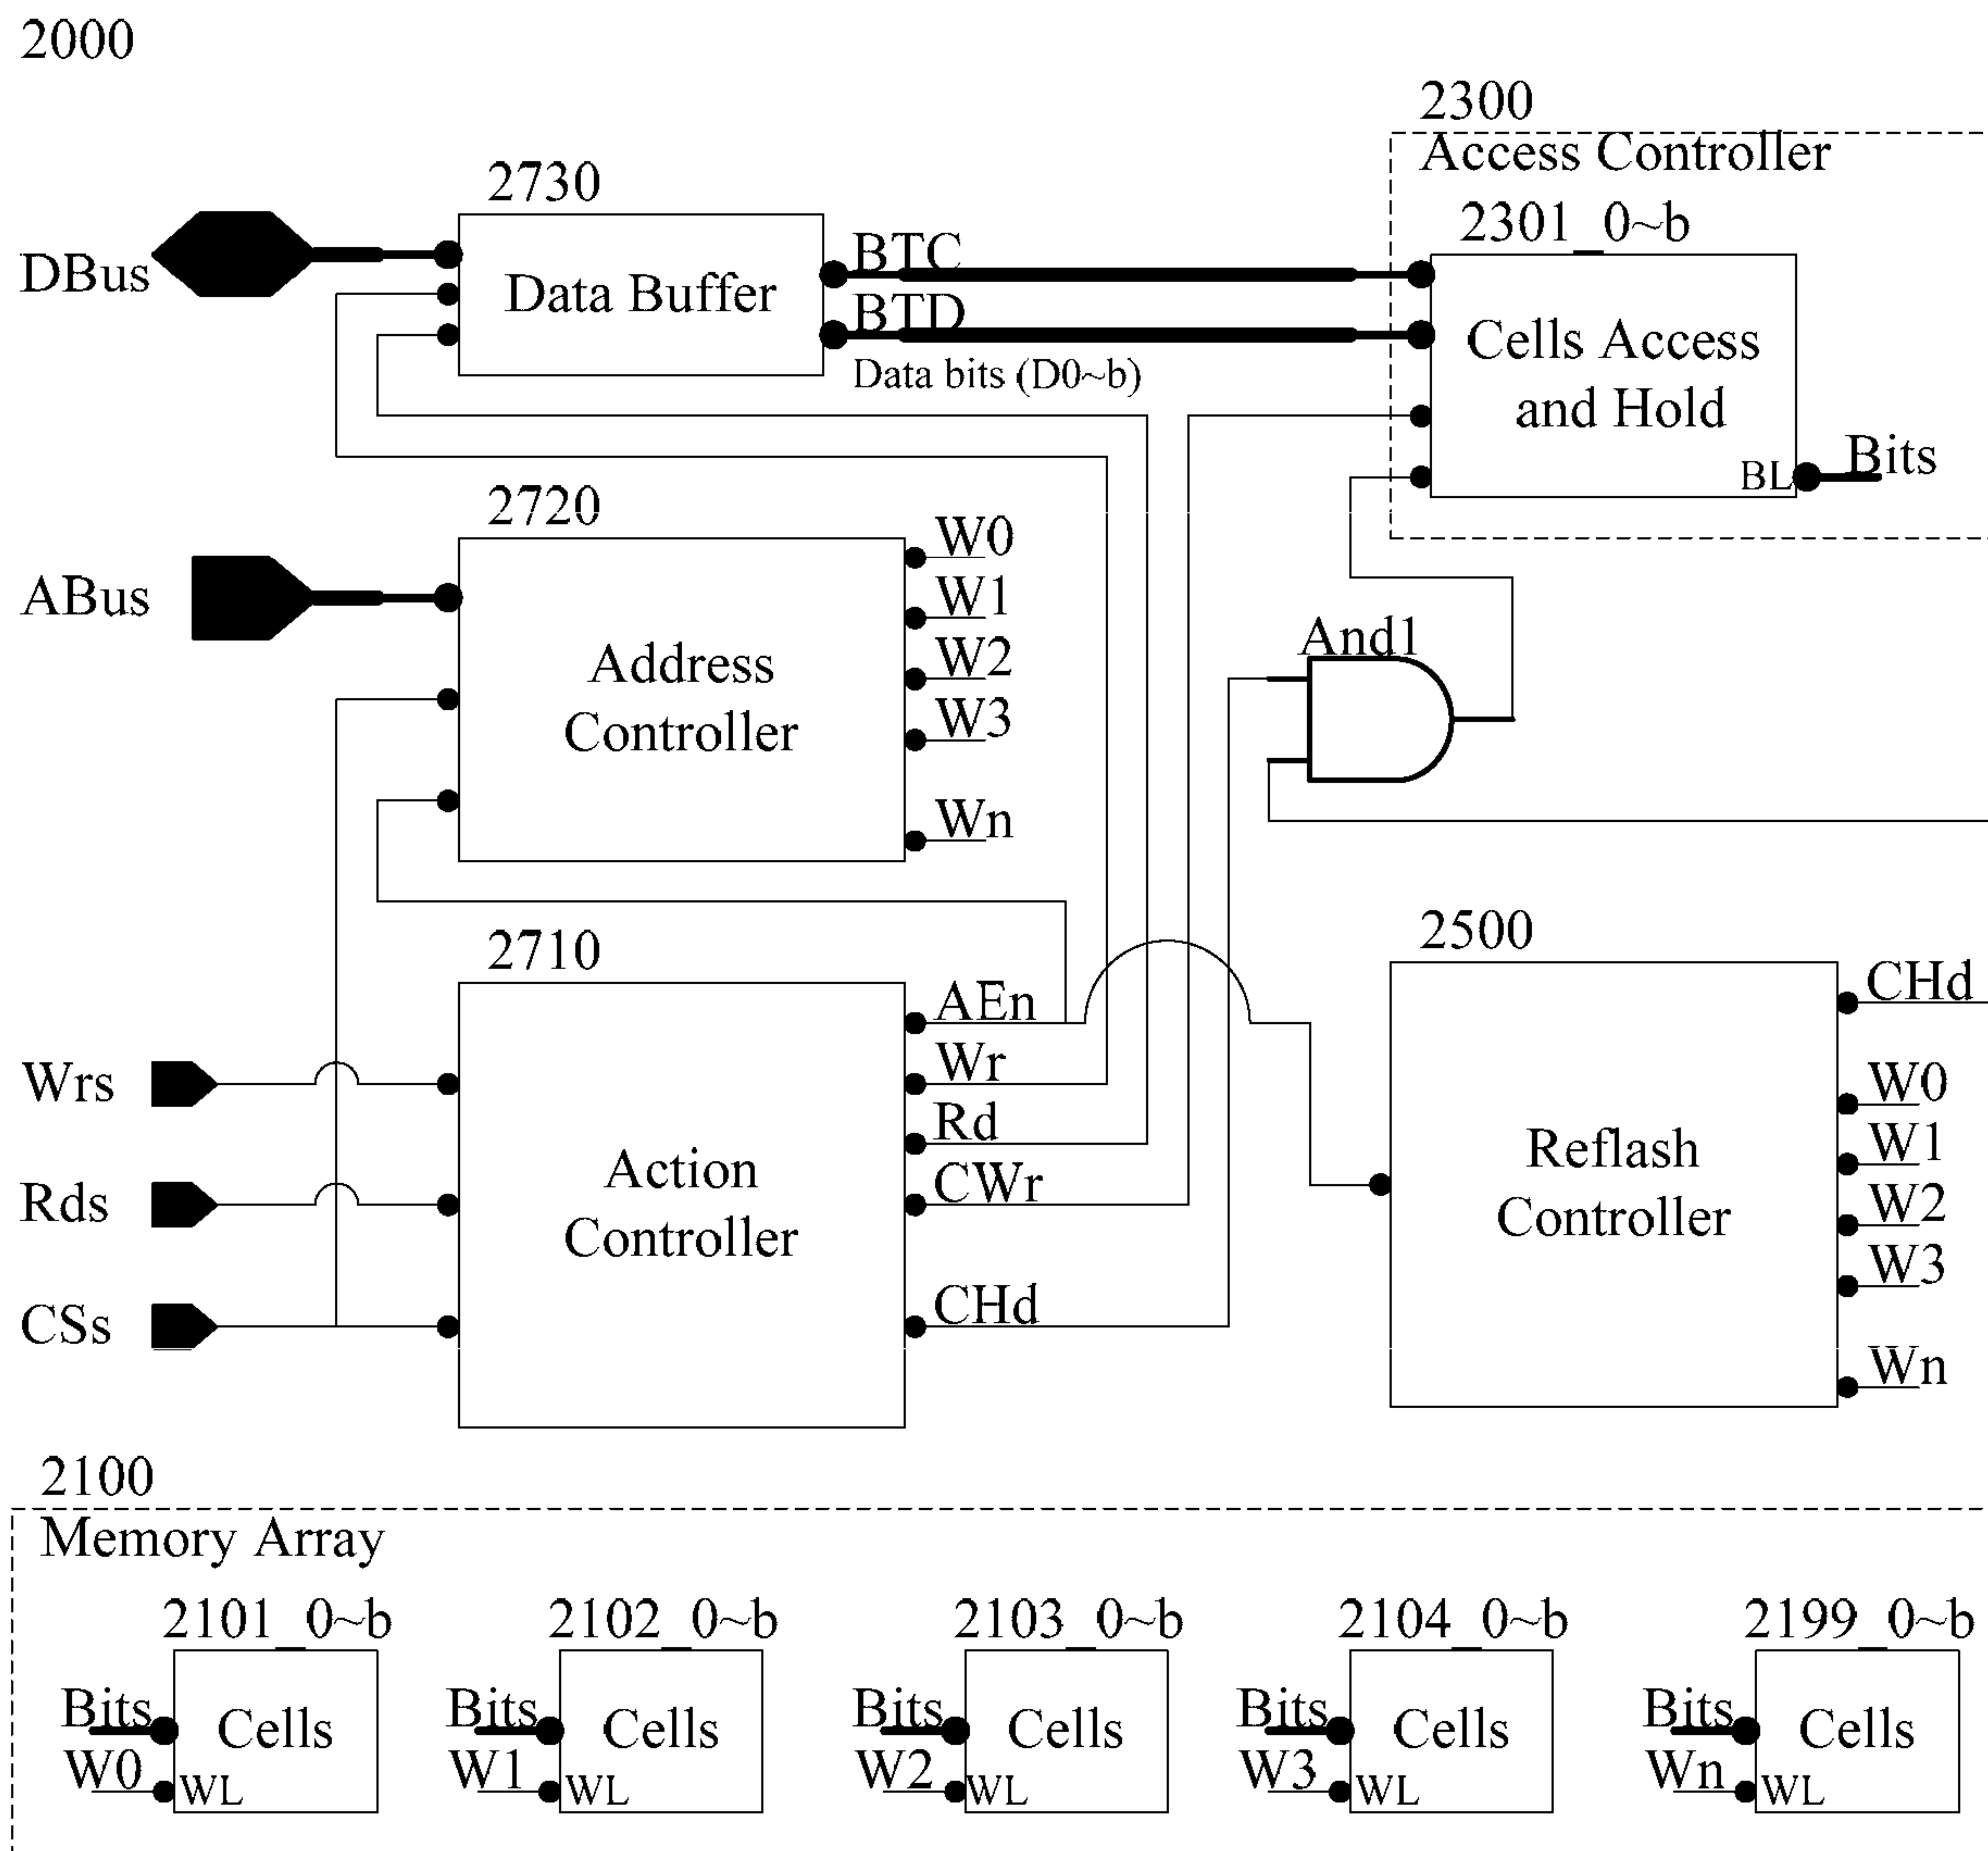 2000
2300
Access Controller
2730
2301_0~b
DBus
Data Buffer
BTC
BTD
Data bits (D0~b)
Cells Access
and Hold
BL
Bits
2720
ABus
Address
Controller
W0
W1
W2
W3
Wn
And1
2710
2500
Wrs
Rds
CSs
Action
Controller
AEn
Wr
Rd
CWr
CHd
Reflash
Controller
CHd
W0
W1
W2
W3
Wn
2100
Memory Array
2101_0~b
2102_0~b
2103_0~b
2104_0~b
2199_0~b
Bits
Cells
W0
WL
Bits
Cells
W1
WL
Bits
Cells
W2
WL
Bits
Cells
W3
WL
Bits
Cells
Wn
WL